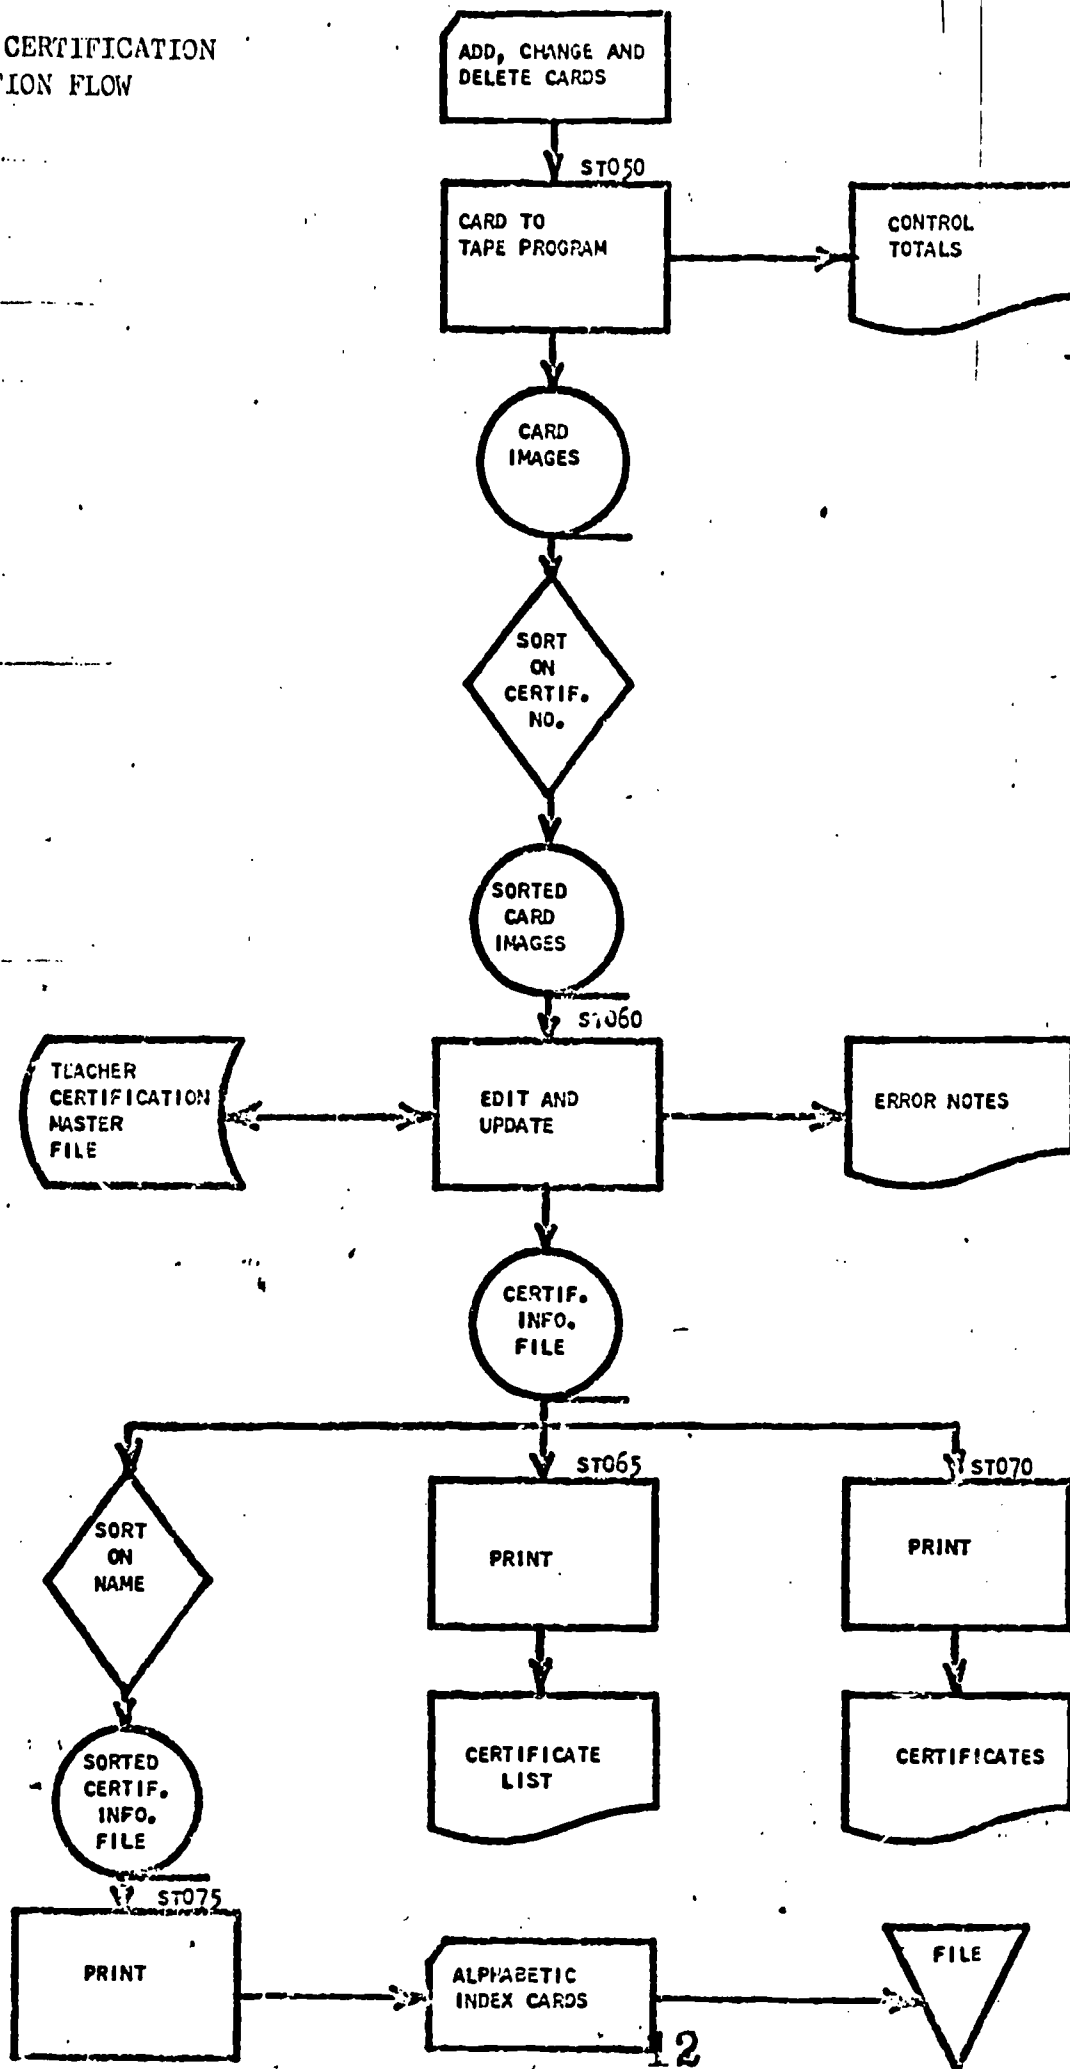 CERTIFICATION
TION FLOW
ADD, CHANGE AND
DELETE CARDS
ST050
CARD TO
TAPE PROGRAM
CONTROL
TOTALS
CARD
IMAGES
SORT
ON
CERTIF.
NO.
SORTED
CARD
IMAGES
ST060
TEACHER
CERTIFICATION
MASTER
FILE
EDIT AND
UPDATE
ERROR NOTES
CERTIF.
INFO.
FILE
ST065
ST070
SORT
ON
NAME
PRINT
PRINT
SORTED
CERTIF.
INFO.
FILE
CERTIFICATE
LIST
CERTIFICATES
ST075
PRINT
ALPHABETIC
INDEX CARDS
FILE
12